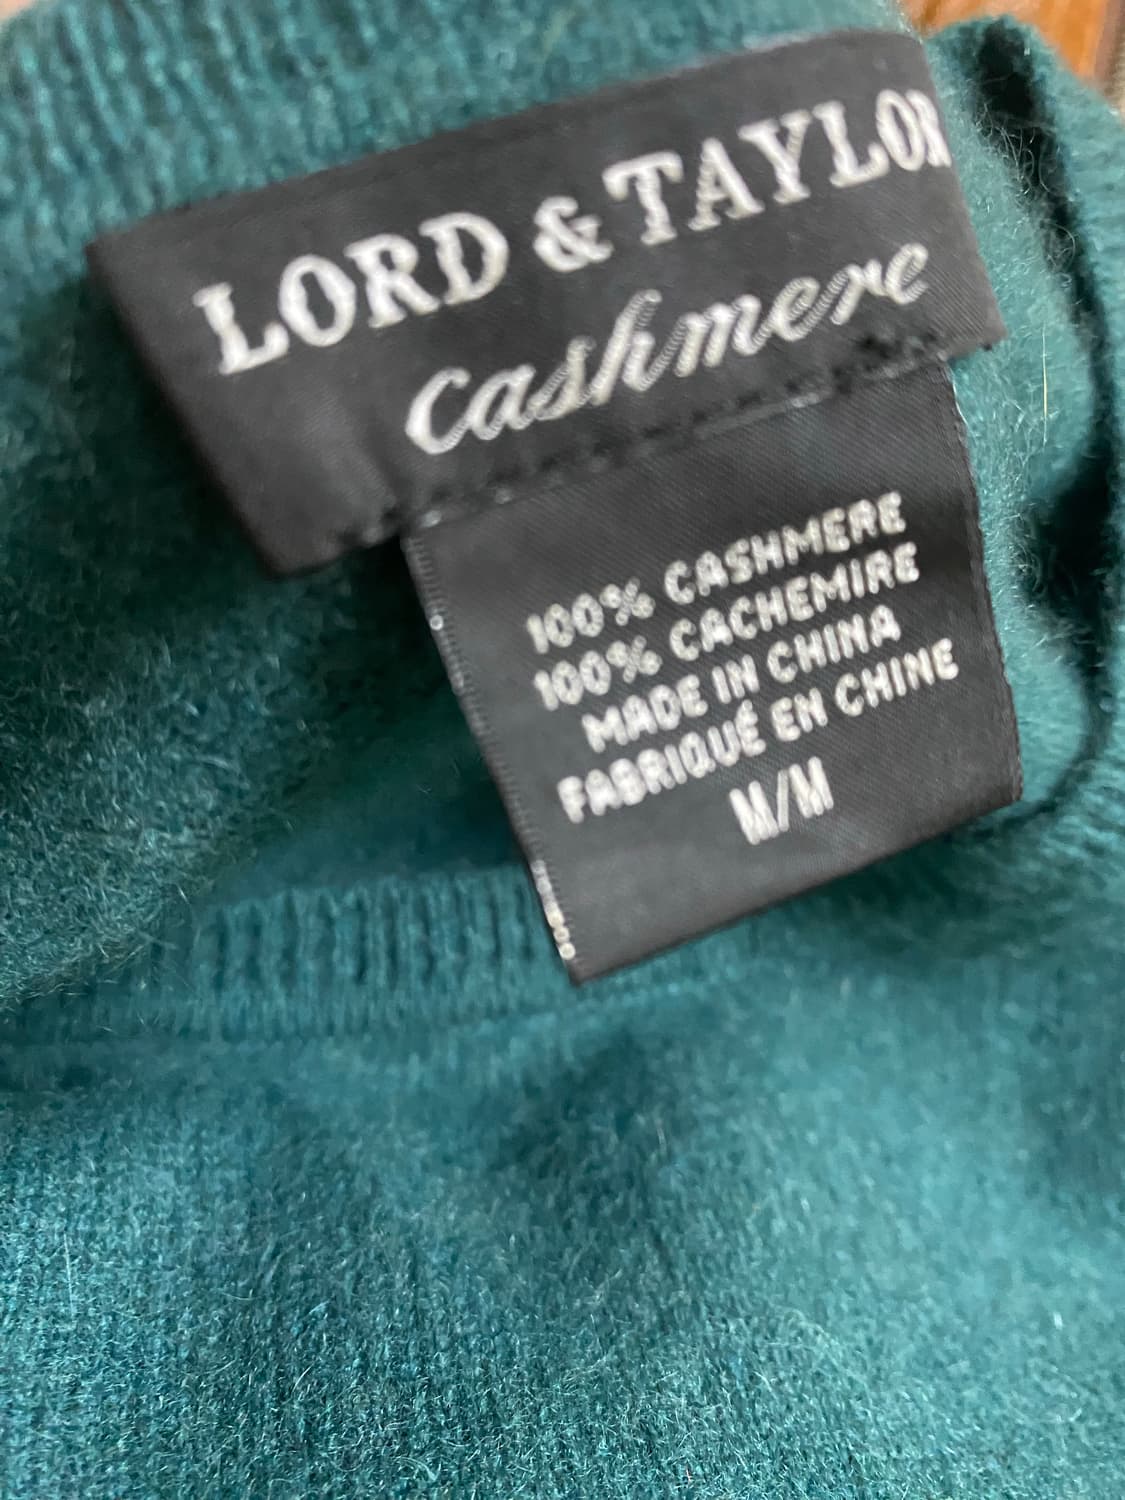 LORD & TAYLOR
cashmere
100% CASHMERE
100% CACHEMIRE
MADE IN CHINA
FABRIQUÉ EN CHINE
M/M